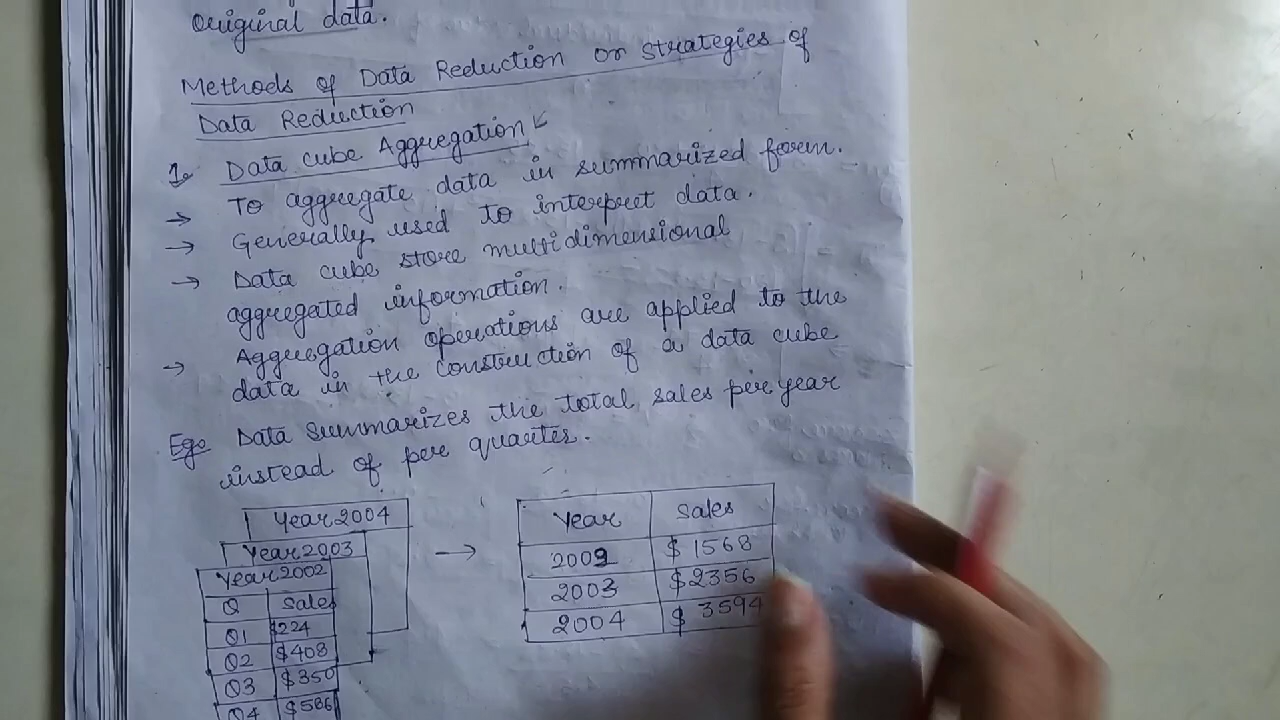 original data.
Methods of Data Reduction or strategies of
Data Reduction
1. Data cube Aggregation ✓
→ To aggregate data in summarized form.
→ Generally used to interpret data.
→ Data cube store multidimensional
aggregated information.
→ Aggregation operations are applied to the
data in the construction of a data cube
Eg: Data summarizes the total sales per year
instead of per quarter.
Year 2004
Year 2003
Year 2002
Q Sales
Q1 $224
Q2 $408
Q3 $350
Q4 $586
→
Year Sales
2002 $1568
2003 $2356
2004 $3594